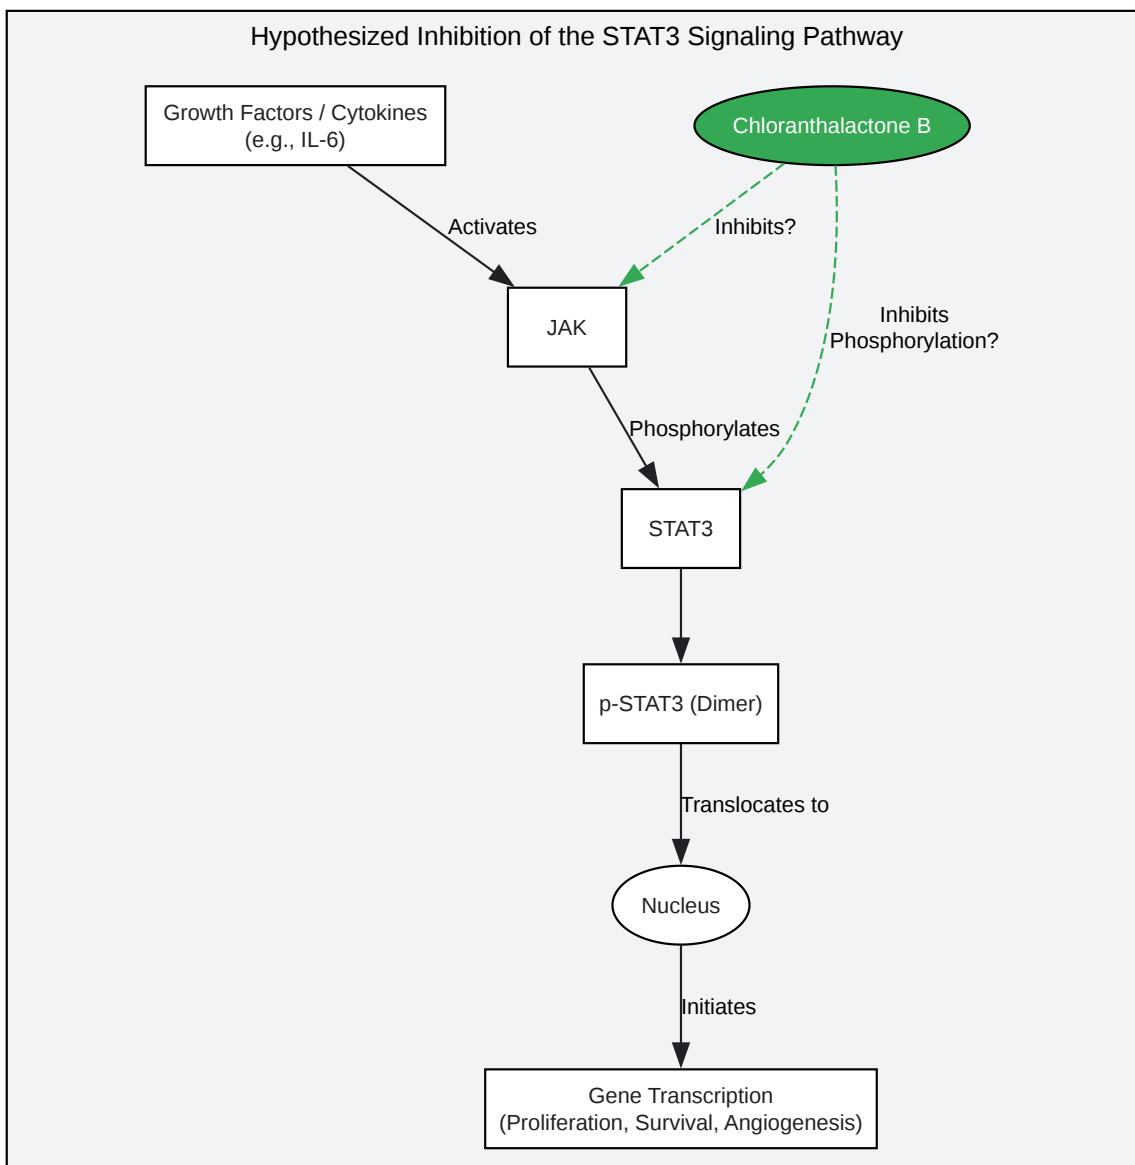 Hypothesized Inhibition of the STAT3 Signaling Pathway
Growth Factors / Cytokines
(e.g., IL-6)
Chloranthalactone B
Activates
Inhibits?
JAK
Inhibits
Phosphorylation?
Phosphorylates
STAT3
p-STAT3 (Dimer)
Translocates to
Nucleus
Initiates
Gene Transcription
(Proliferation, Survival, Angiogenesis)